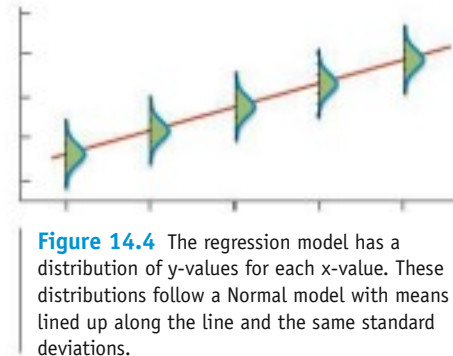 Figure 14.4 The regression model has a
distribution of y-values for each x-value. These
distributions follow a Normal model with means
lined up along the line and the same standard
deviations.